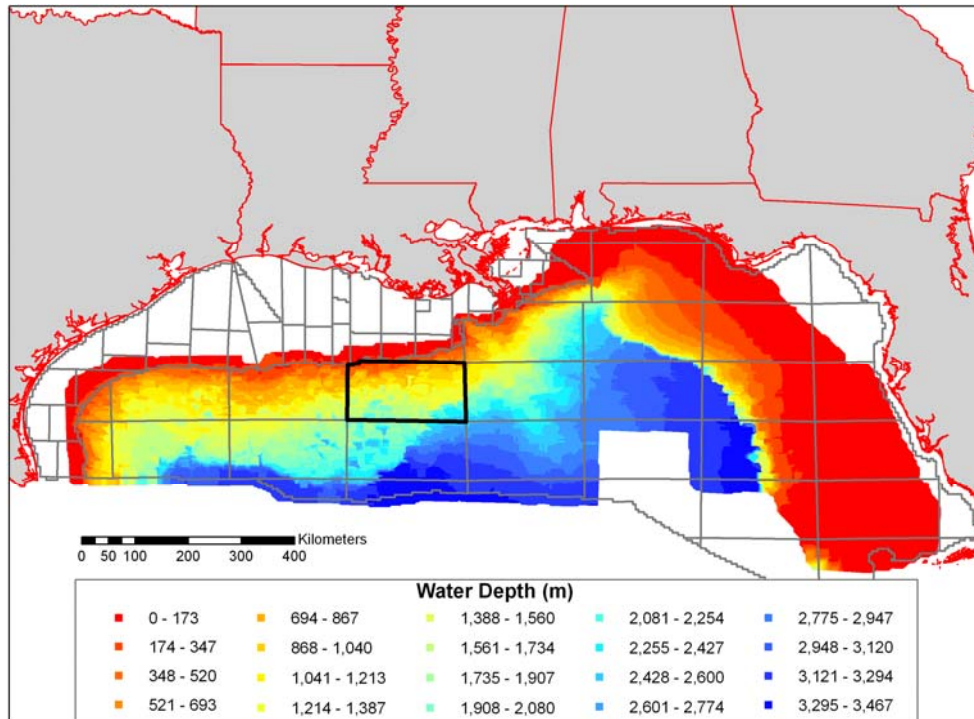 Kilometers
0 50 100 200 300 400
Water Depth (m)
0 - 173 694 - 867 1,388 - 1,560 2,081 - 2,254 2,775 - 2,947
174 - 347 868 - 1,040 1,561 - 1,734 2,255 - 2,427 2,948 - 3,120
348 - 520 1,041 - 1,213 1,735 - 1,907 2,428 - 2,600 3,121 - 3,294
521 - 693 1,214 - 1,387 1,908 - 2,080 2,601 - 2,774 3,295 - 3,467